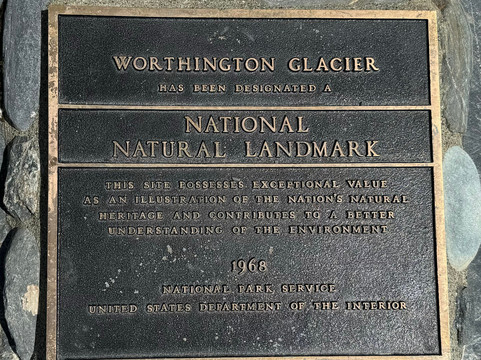 WORTHINGTON GLACIER
HAS BEEN DESIGNATED A
NATIONAL
NATURAL LANDMARK
THIS SITE POSSESSES EXCEPTIONAL VALUE
AS AN ILLUSTRATION OF THE NATION'S NATURAL
HERITAGE AND CONTRIBUTES TO A BETTER
UNDERSTANDING OF THE ENVIRONMENT
1968
NATIONAL PARK SERVICE
UNITED STATES DEPARTMENT OF THE INTERIOR